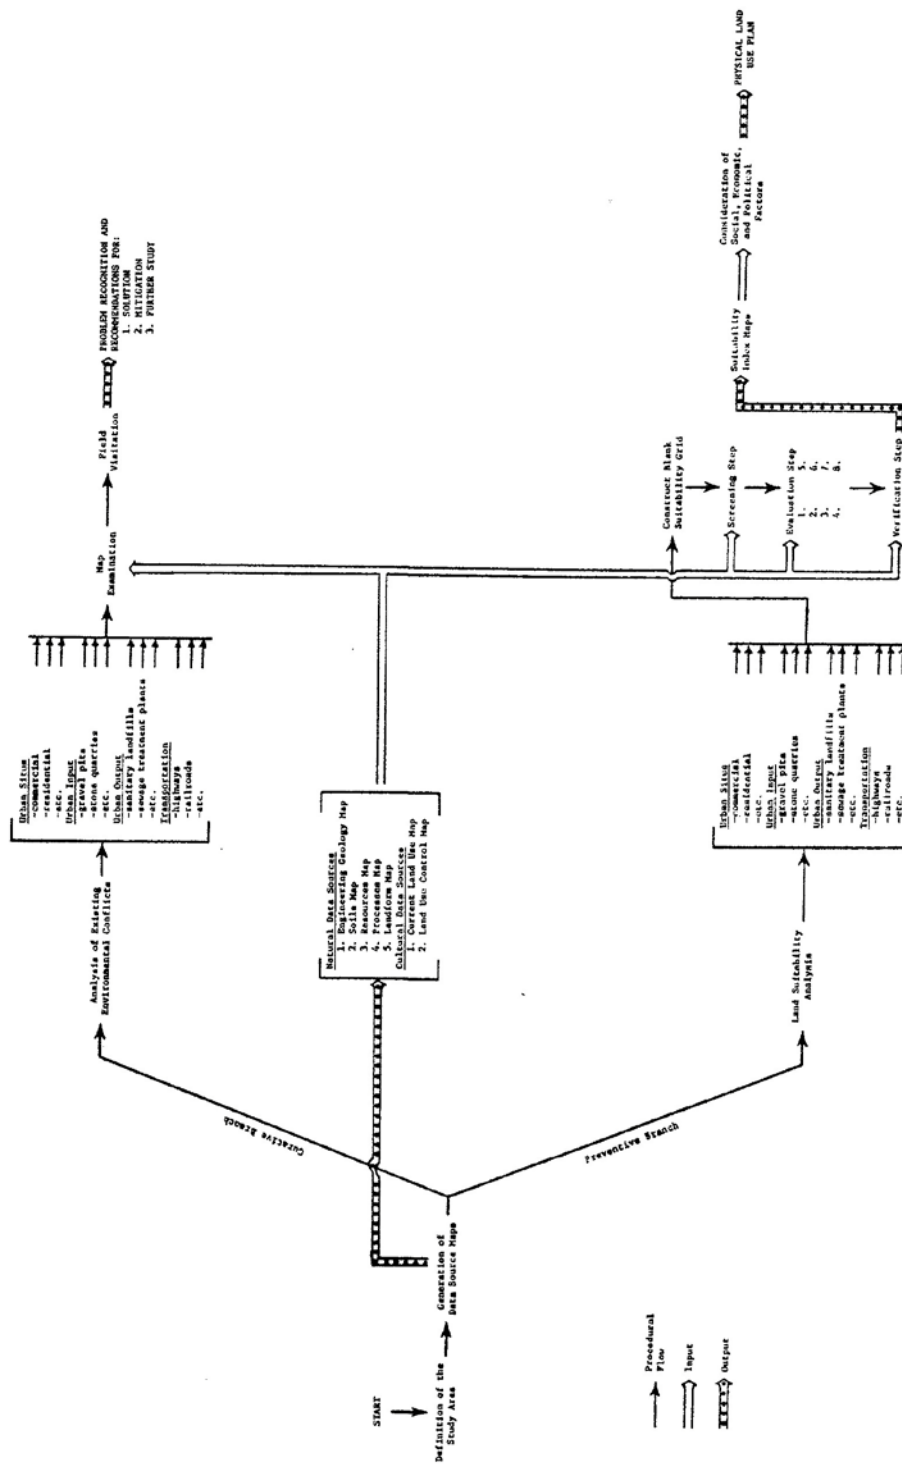 START
Definition of the
Study Area
Generation of
Data Source Maps
Curative Branch
Preventive Branch
Analysis of Existing
Environmental Conflicts
Urban Situs
-commercial
-residential
-etc.
Urban Input
-gravel pits
-stone quarries
-etc.
Urban Output
-sanitary landfills
-sewage treatment plants
-etc.
Transportation
-highways
-railroads
-etc.
Map
Examination
Field
Visitation
PROBLEM RECOGNITION AND
RECOMMENDATIONS FOR:
1. SOLUTION
2. MITIGATION
3. FURTHER STUDY
Natural Data Sources
1. Engineering Geology Map
2. Soils Map
3. Resources Map
4. Processes Map
5. Landform Map
Cultural Data Sources
1. Current Land Use Map
2. Land Use Control Map
Land Suitability
Analysis
Urban Situs
-commercial
-residential
-etc.
Urban Input
-gravel pits
-stone quarries
-etc.
Urban Output
-sanitary landfills
-sewage treatment plants
-etc.
Transportation
-highways
-railroads
-etc.
Construct Blank
Suitability Grid
Screening Step
Evaluation Step
1. 5.
2. 6.
3. 7.
4. 8.
Verification Step
Suitability
Index Maps
Consideration of
Social, Economic,
and Political
Factors
PHYSICAL LAND
USE PLAN
Procedural
Flow
Input
Output